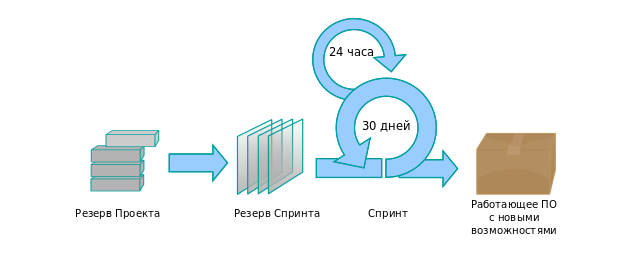 24 часа
30 дней
Резерв Проекта
Резерв Спринта
Спринт
Работающее ПО
с новыми
возможностями